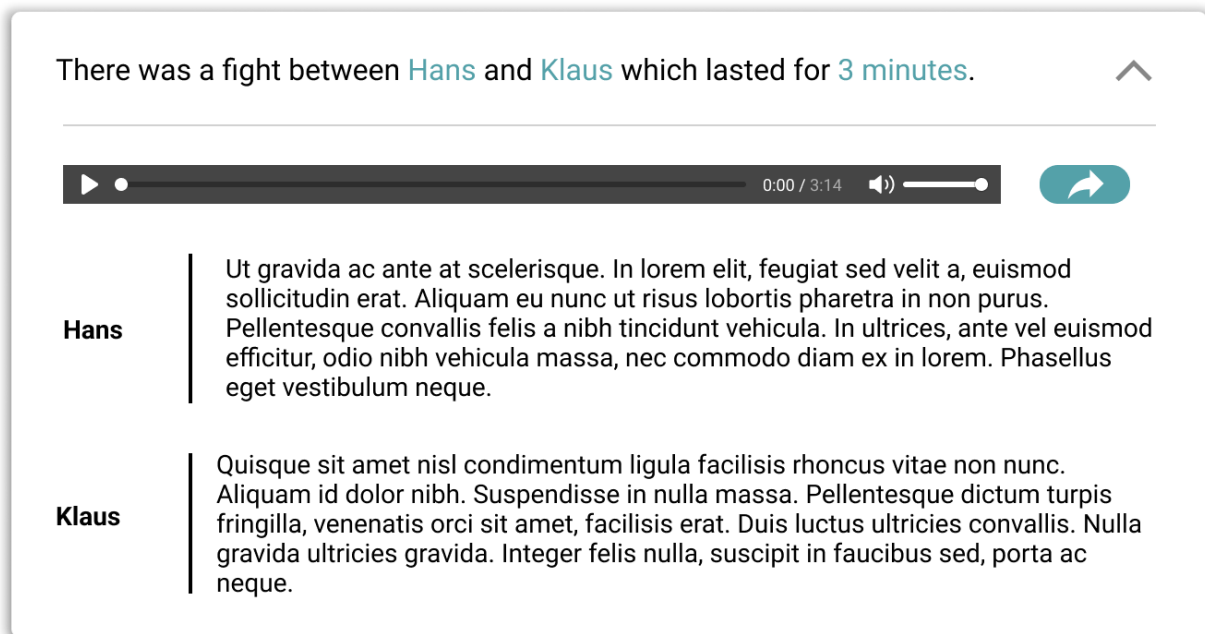 There was a fight between Hans and Klaus which lasted for 3 minutes.
0:00 / 3:14
Hans
Ut gravida ac ante at scelerisque. In lorem elit, feugiat sed velit a, euismod
sollicitudin erat. Aliquam eu nunc ut risus lobortis pharetra in non purus.
Pellentesque convallis felis a nibh tincidunt vehicula. In ultrices, ante vel euismod
efficitur, odio nibh vehicula massa, nec commodo diam ex in lorem. Phasellus
eget vestibulum neque.
Klaus
Quisque sit amet nisl condimentum ligula facilisis rhoncus vitae non nunc.
Aliquam id dolor nibh. Suspendisse in nulla massa. Pellentesque dictum turpis
fringilla, venenatis orci sit amet, facilisis erat. Duis luctus ultricies convallis. Nulla
gravida ultricies gravida. Integer felis nulla, suscipit in faucibus sed, porta ac
neque.